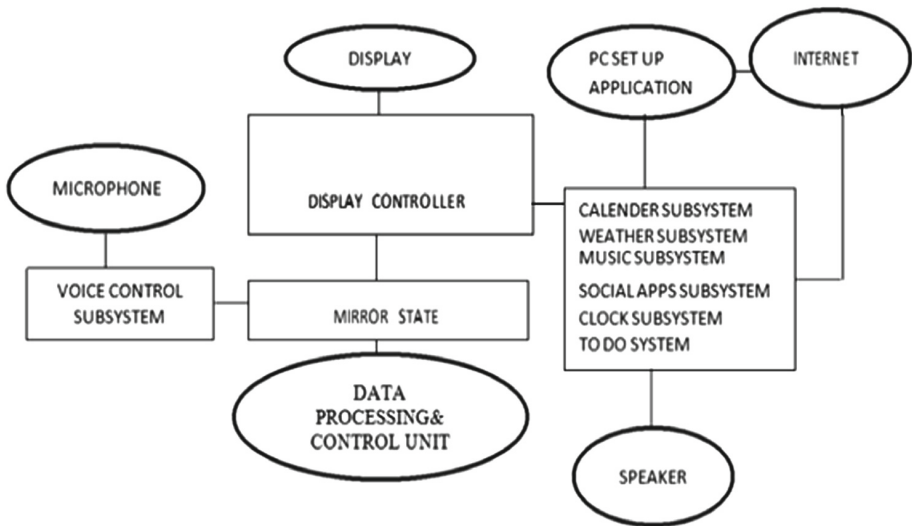 DISPLAY
PC SET UP
APPLICATION
INTERNET
MICROPHONE
DISPLAY CONTROLLER
CALENDER SUBSYSTEM
WEATHER SUBSYSTEM
MUSIC SUBSYSTEM
SOCIAL APPS SUBSYSTEM
CLOCK SUBSYSTEM
TO DO SYSTEM
VOICE CONTROL
SUBSYSTEM
MIRROR STATE
DATA
PROCESSING&
CONTROL UNIT
SPEAKER